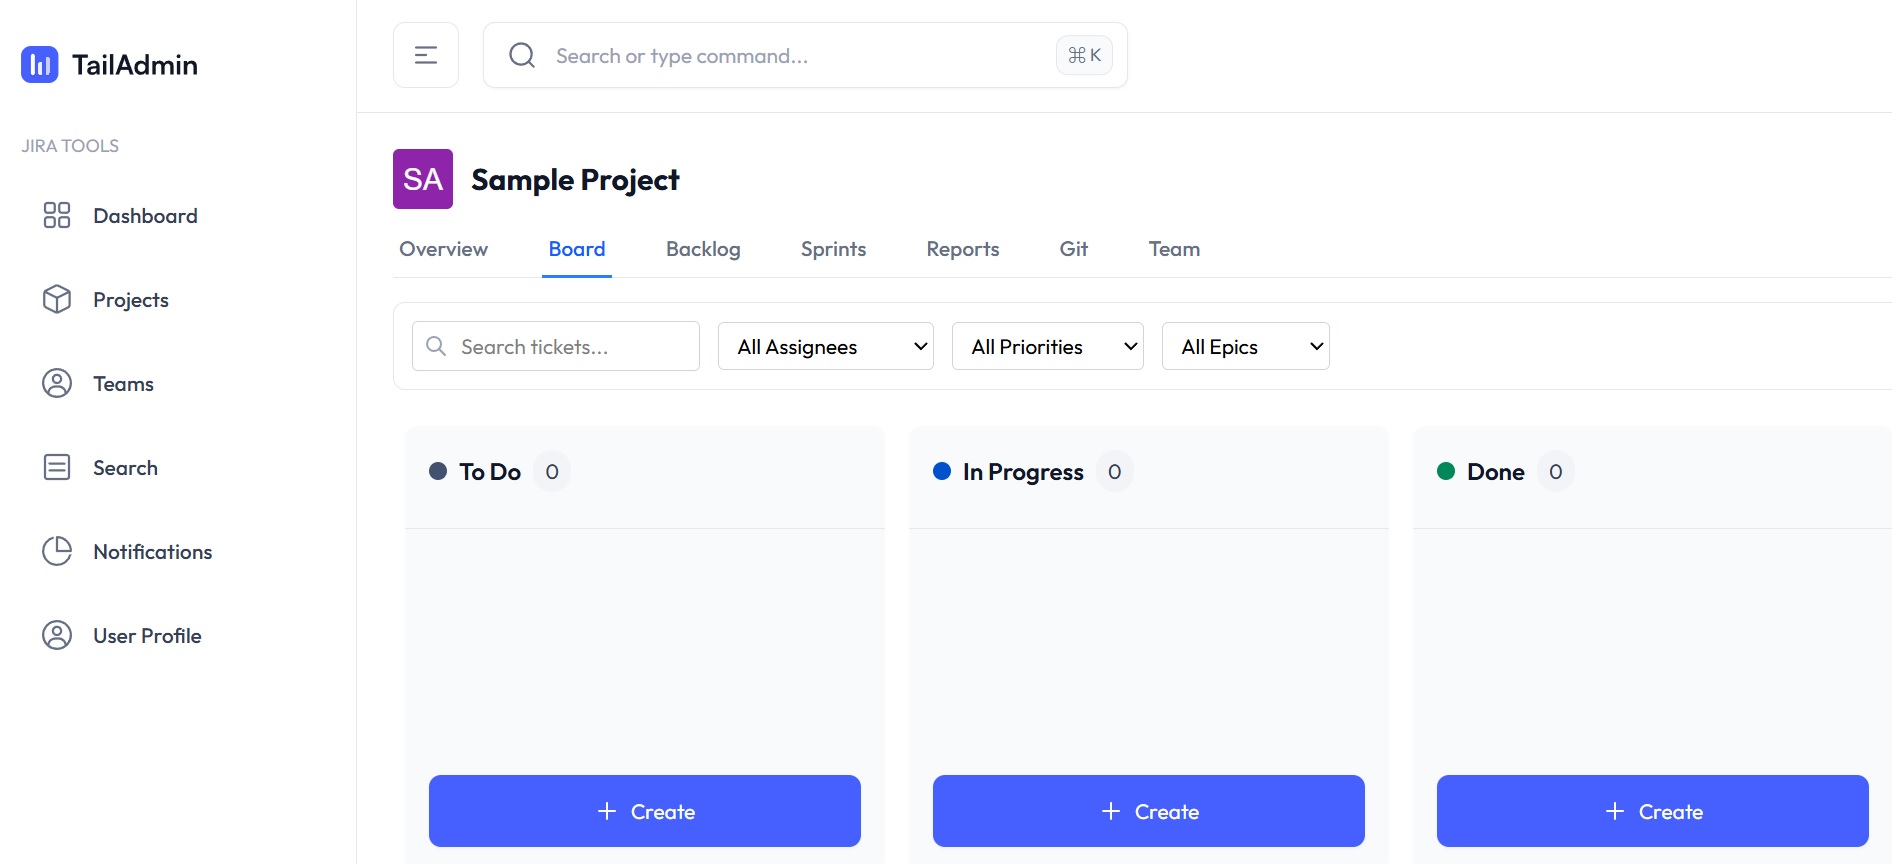 TailAdmin
JIRA TOOLS
Dashboard
Projects
Teams
Search
Notifications
User Profile
Search or type command...
⌘ K
SA
Sample Project
Overview
Board
Backlog
Sprints
Reports
Git
Team
Search tickets...
All Assignees
All Priorities
All Epics
To Do 0
In Progress 0
Done 0
+ Create
+ Create
+ Create